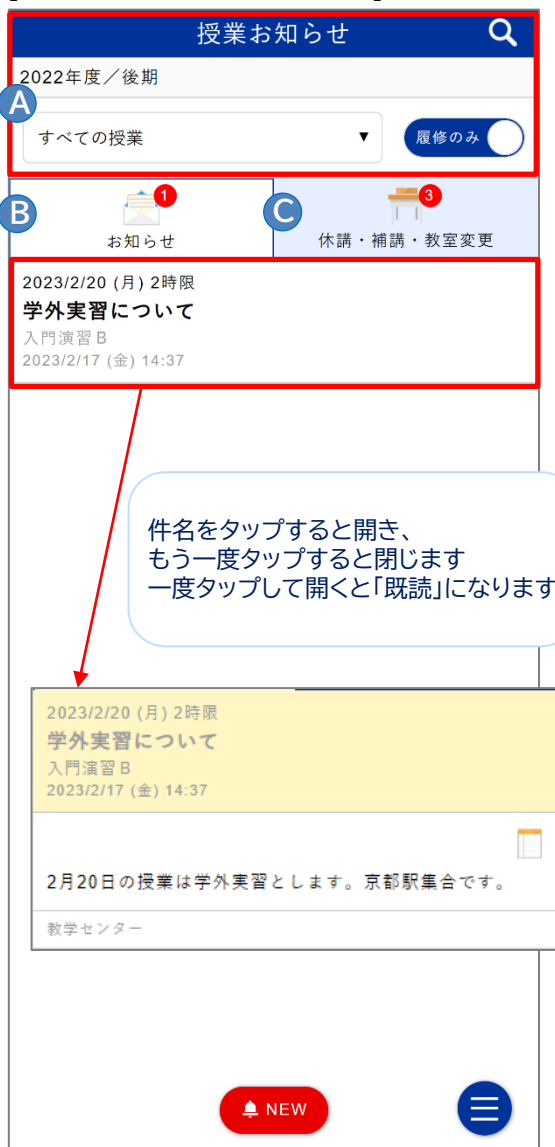 授業お知らせ
2022年度／後期
A
すべての授業 ▼ 履修のみ
B 1 お知らせ
C 3 休講・補講・教室変更
2023/2/20 (月) 2時限
学外実習について
入門演習Ｂ
2023/2/17 (金) 14:37
件名をタップすると開き、
もう一度タップすると閉じます
一度タップして開くと「既読」になります
2023/2/20 (月) 2時限
学外実習について
入門演習Ｂ
2023/2/17 (金) 14:37
2月20日の授業は学外実習とします。京都駅集合です。
教学センター
NEW